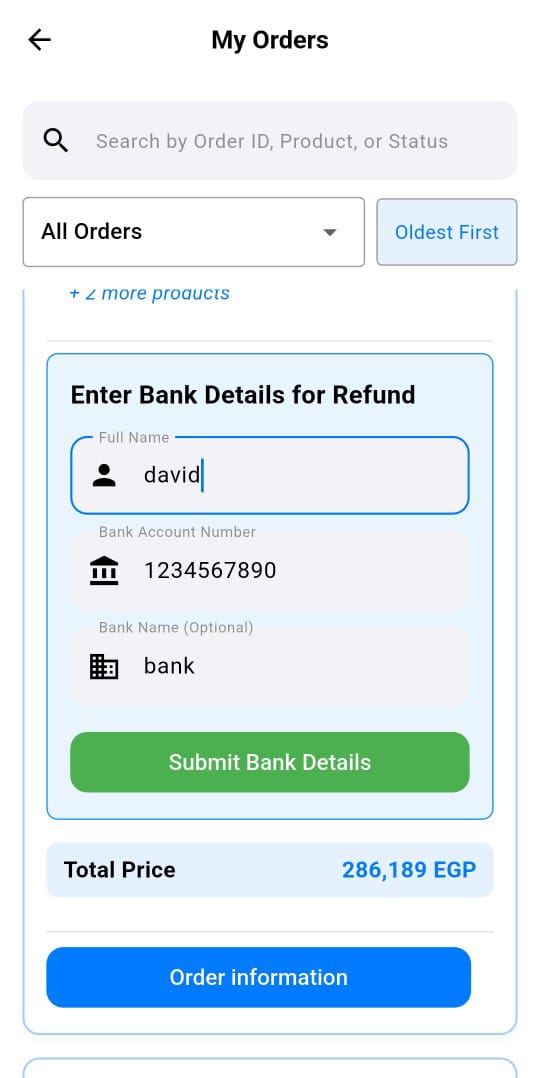 My Orders
Search by Order ID, Product, or Status
All Orders
Oldest First
+ 2 more products
Enter Bank Details for Refund
Full Name
david
Bank Account Number
1234567890
Bank Name (Optional)
bank
Submit Bank Details
Total Price
286,189 EGP
Order information